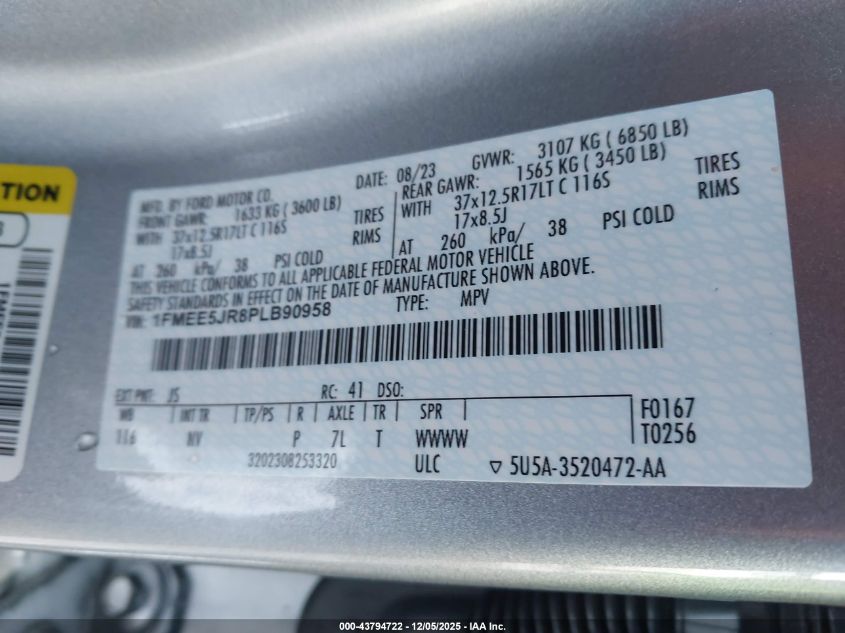 TION
MFD. BY FORD MOTOR CO.
DATE: 08/23 GVWR: 3107 KG ( 6850 LB)
FRONT GAWR: 1633 KG ( 3600 LB)
REAR GAWR: 1565 KG ( 3450 LB)
WITH 37x12.5R17LT C 116S TIRES
WITH 37x12.5R17LT C 116S TIRES
17x8.5J RIMS
17x8.5J RIMS
AT 260 kPa/ 38 PSI COLD
AT 260 kPa/ 38 PSI COLD
THIS VEHICLE CONFORMS TO ALL APPLICABLE FEDERAL MOTOR VEHICLE
SAFETY STANDARDS IN EFFECT ON THE DATE OF MANUFACTURE SHOWN ABOVE.
VIN: 1FMEE5JR8PLB90958 TYPE: MPV
EXT PNT: JS RC: 41 DSO:
WB INT TR TP/PS R AXLE TR SPR F0167
116 NV P 7L T WWWW T0256
3202308253320 ULC ▽ 5U5A-3520472-AA
000-43794722 - 12/05/2025 - IAA Inc.